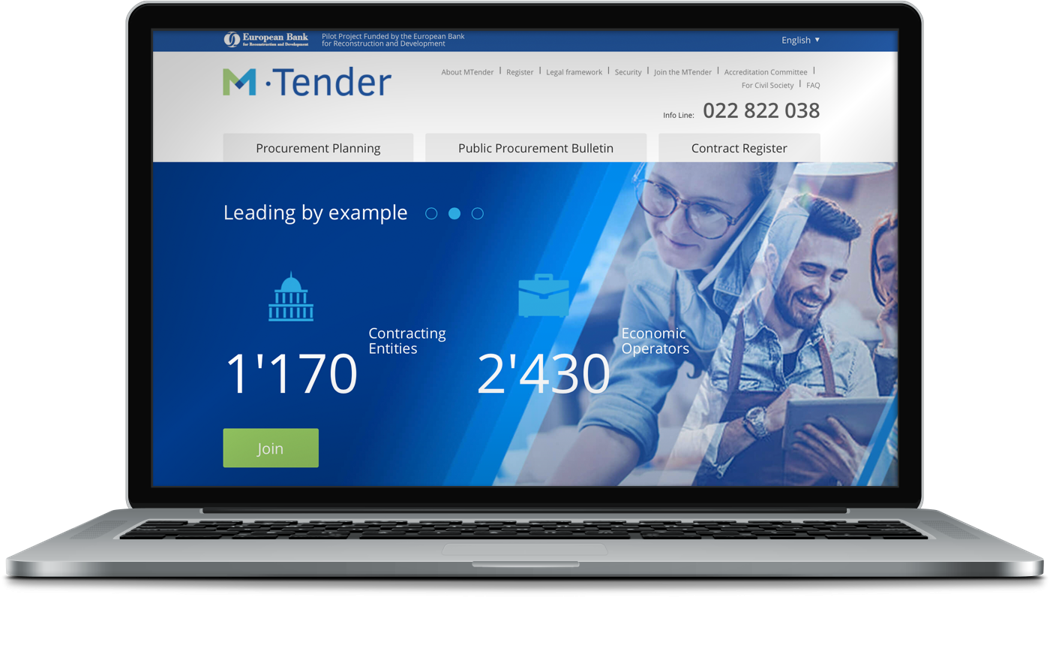 European Bank
for Reconstruction and Development
Pilot Project Funded by the European Bank
for Reconstruction and Development
English ▼
M·Tender
About MTender | Register | Legal framework | Security | Join the MTender | Accreditation Committee |
For Civil Society | FAQ
Info Line: 022 822 038
Procurement Planning
Public Procurement Bulletin
Contract Register
Leading by example
Contracting
Entities
1'170
Economic
Operators
2'430
Join